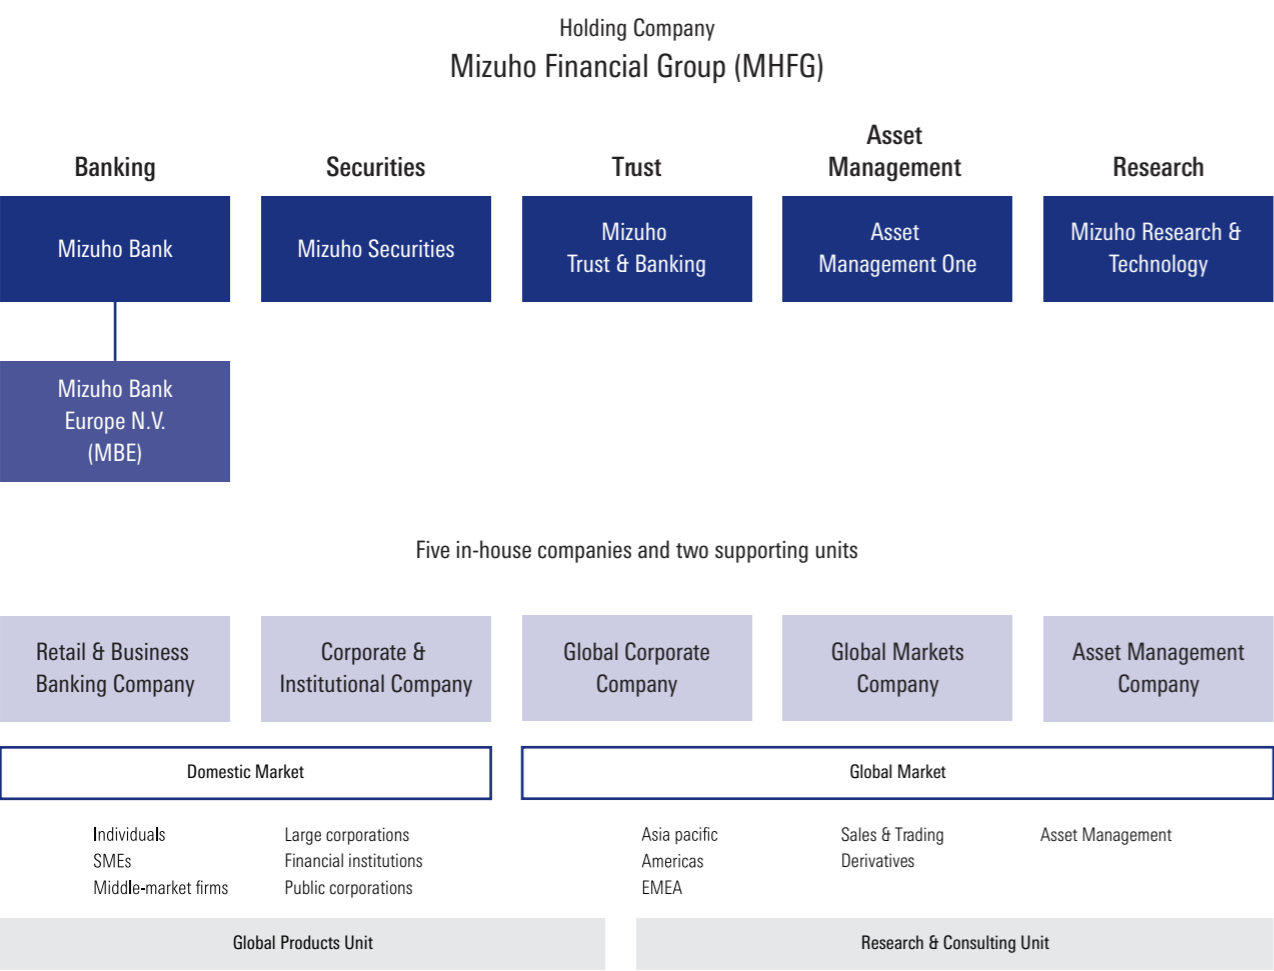 Holding Company
Mizuho Financial Group (MHFG)
Banking
Securities
Trust
Asset
Management
Research
Mizuho Bank
Mizuho Securities
Mizuho
Trust & Banking
Asset
Management One
Mizuho Research &
Technology
Mizuho Bank
Europe N.V.
(MBE)
Five in-house companies and two supporting units
Retail & Business
Banking Company
Corporate &
Institutional Company
Global Corporate
Company
Global Markets
Company
Asset Management
Company
Domestic Market
Global Market
Individuals
SMEs
Middle-market firms
Large corporations
Financial institutions
Public corporations
Asia pacific
Americas
EMEA
Sales & Trading
Derivatives
Asset Management
Global Products Unit
Research & Consulting Unit